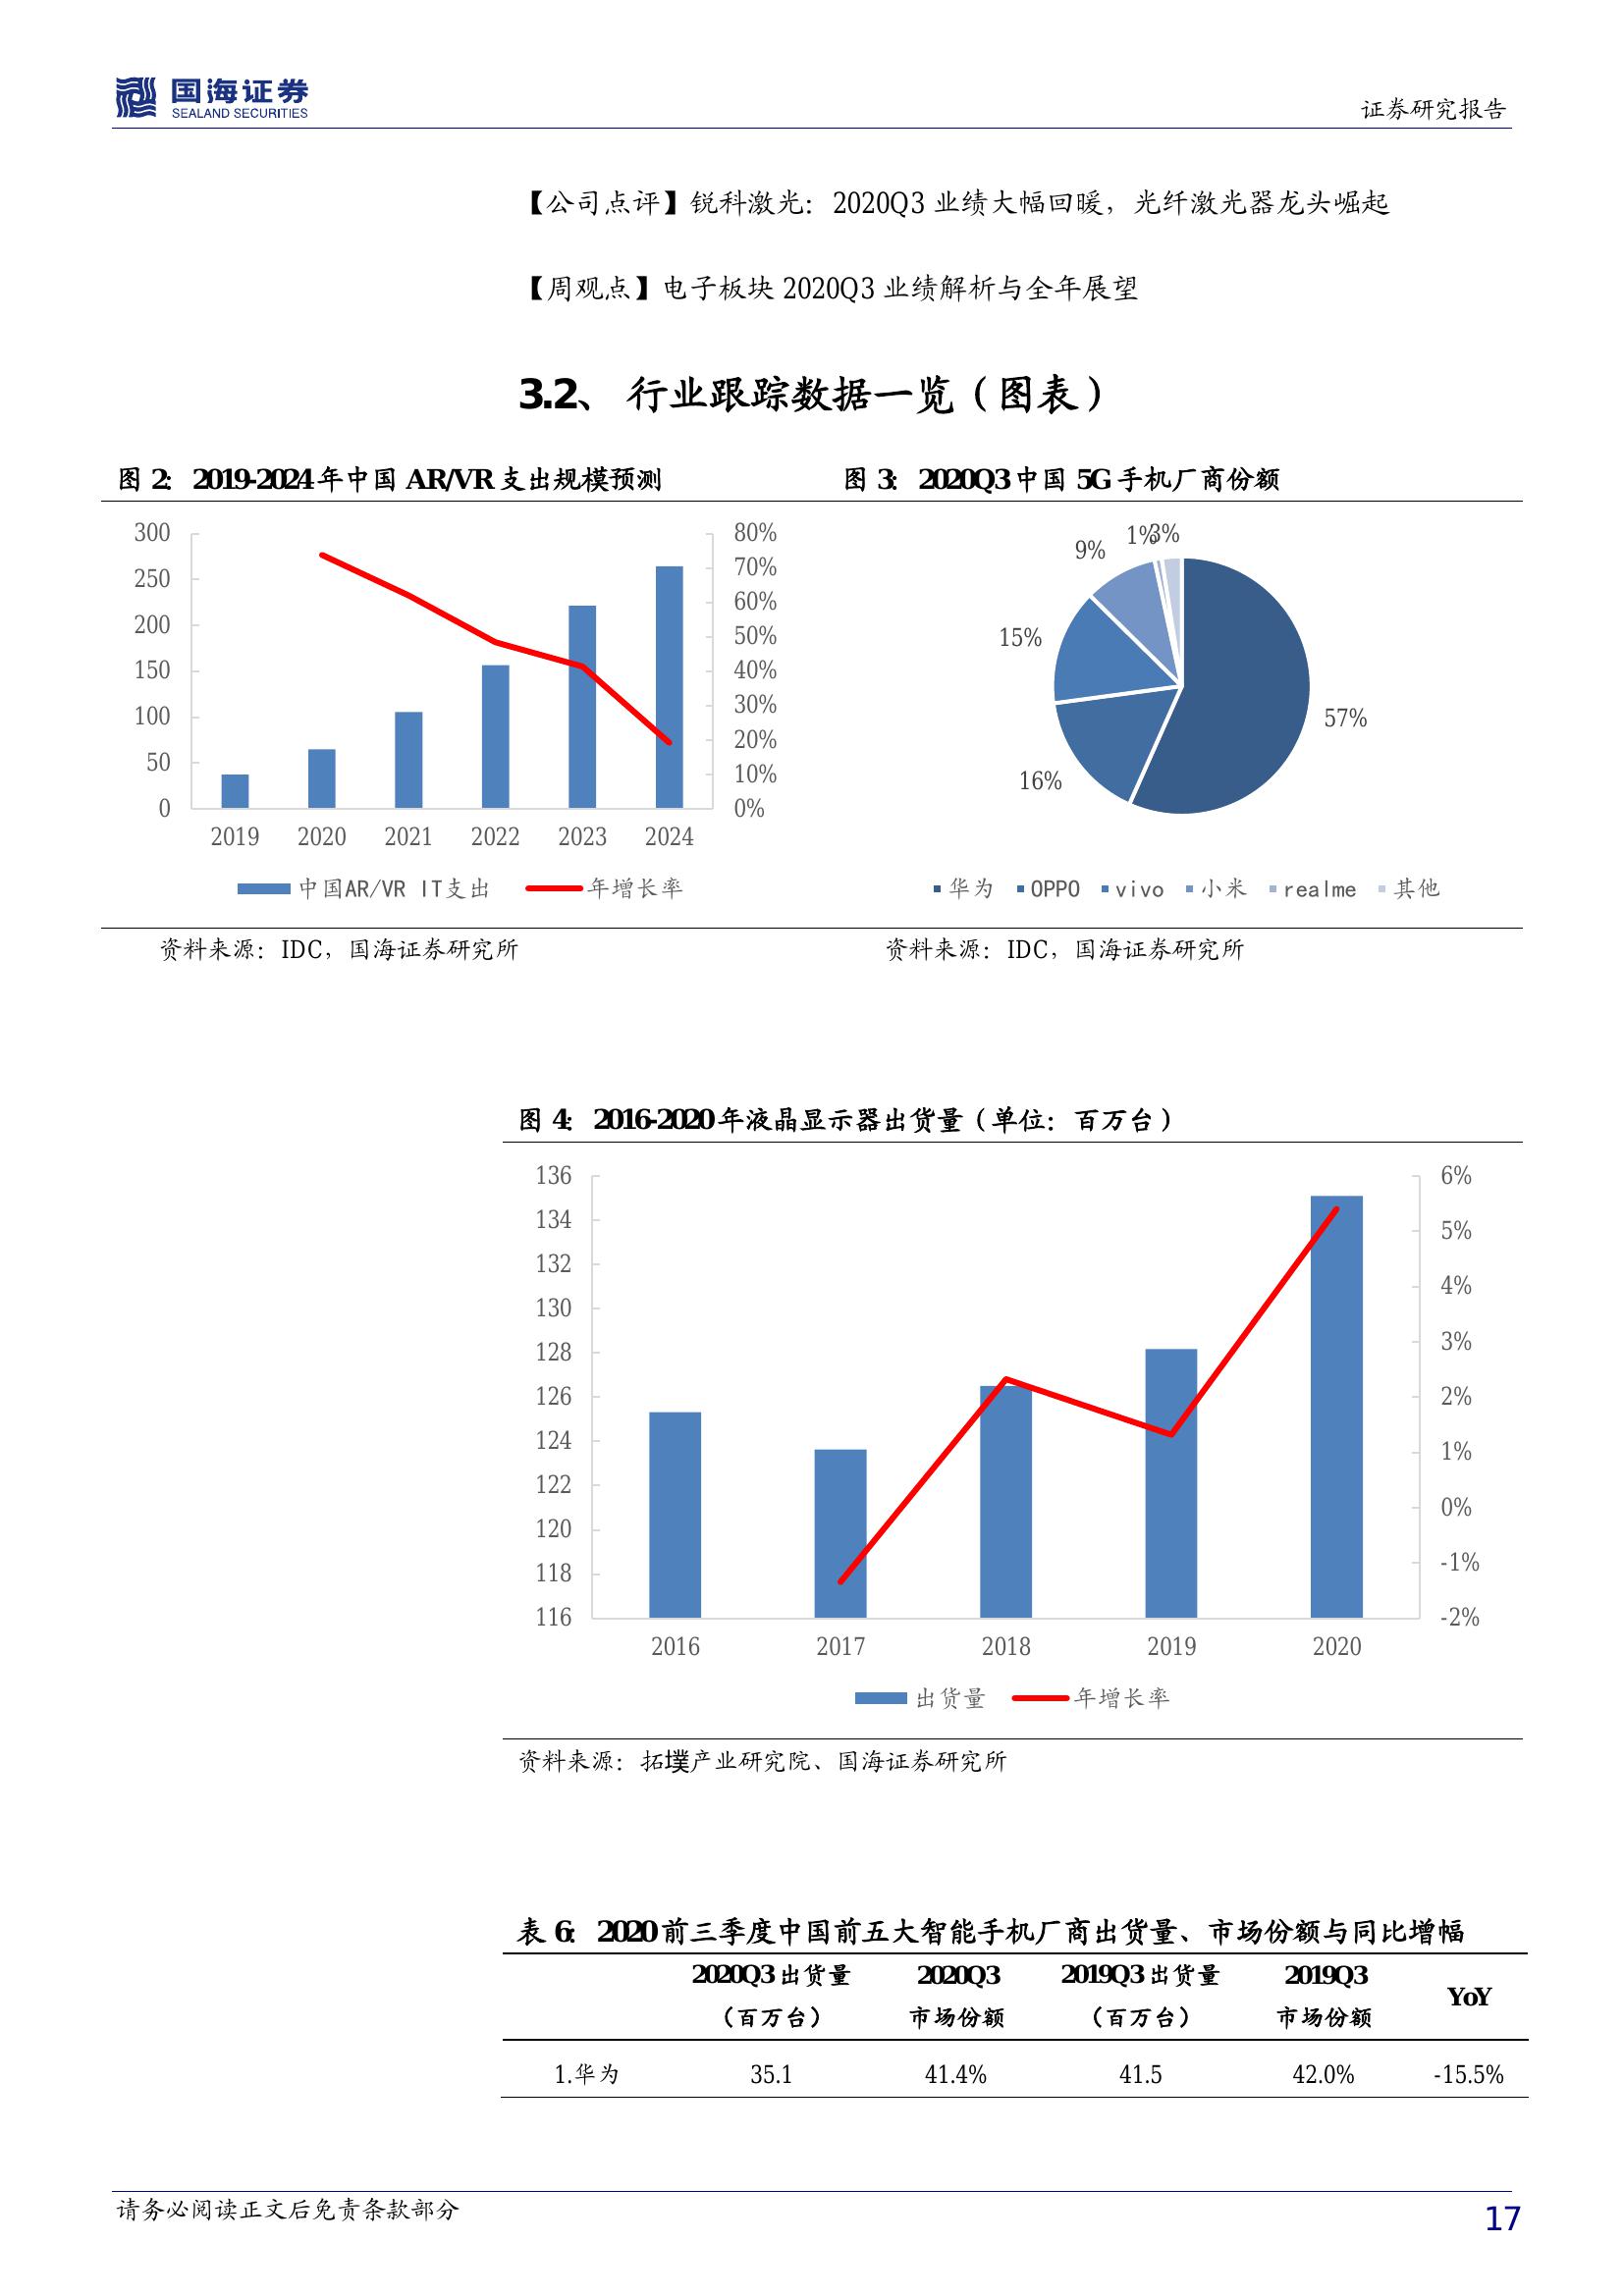 国海证券
SEALAND SECURITIES
证券研究报告
【公司点评】锐科激光：2020Q3 业绩大幅回暖，光纤激光器龙头崛起
【周观点】电子板块 2020Q3 业绩解析与全年展望
3.2、 行业跟踪数据一览（图表）
图 2： 2019-2024 年中国 AR/VR 支出规模预测
300
250
200
150
100
50
0
80%
70%
60%
50%
40%
30%
20%
10%
0%
2019 2020 2021 2022 2023 2024
中国AR/VR IT支出 年增长率
资料来源：IDC，国海证券研究所
图 3： 2020Q3 中国 5G 手机厂商份额
9% 1% 3%
15%
57%
16%
华为 OPPO vivo 小米 realme 其他
资料来源：IDC，国海证券研究所
图 4： 2016-2020 年液晶显示器出货量（单位：百万台）
136
134
132
130
128
126
124
122
120
118
116
6%
5%
4%
3%
2%
1%
0%
-1%
-2%
2016 2017 2018 2019 2020
出货量 年增长率
资料来源：拓墣产业研究院、国海证券研究所
表 6： 2020 前三季度中国前五大智能手机厂商出货量、市场份额与同比增幅
2020Q3 出货量 2020Q3 2019Q3 出货量 2019Q3 YoY
（百万台） 市场份额 （百万台） 市场份额
1.华为 35.1 41.4% 41.5 42.0% -15.5%
请务必阅读正文后免责条款部分
17